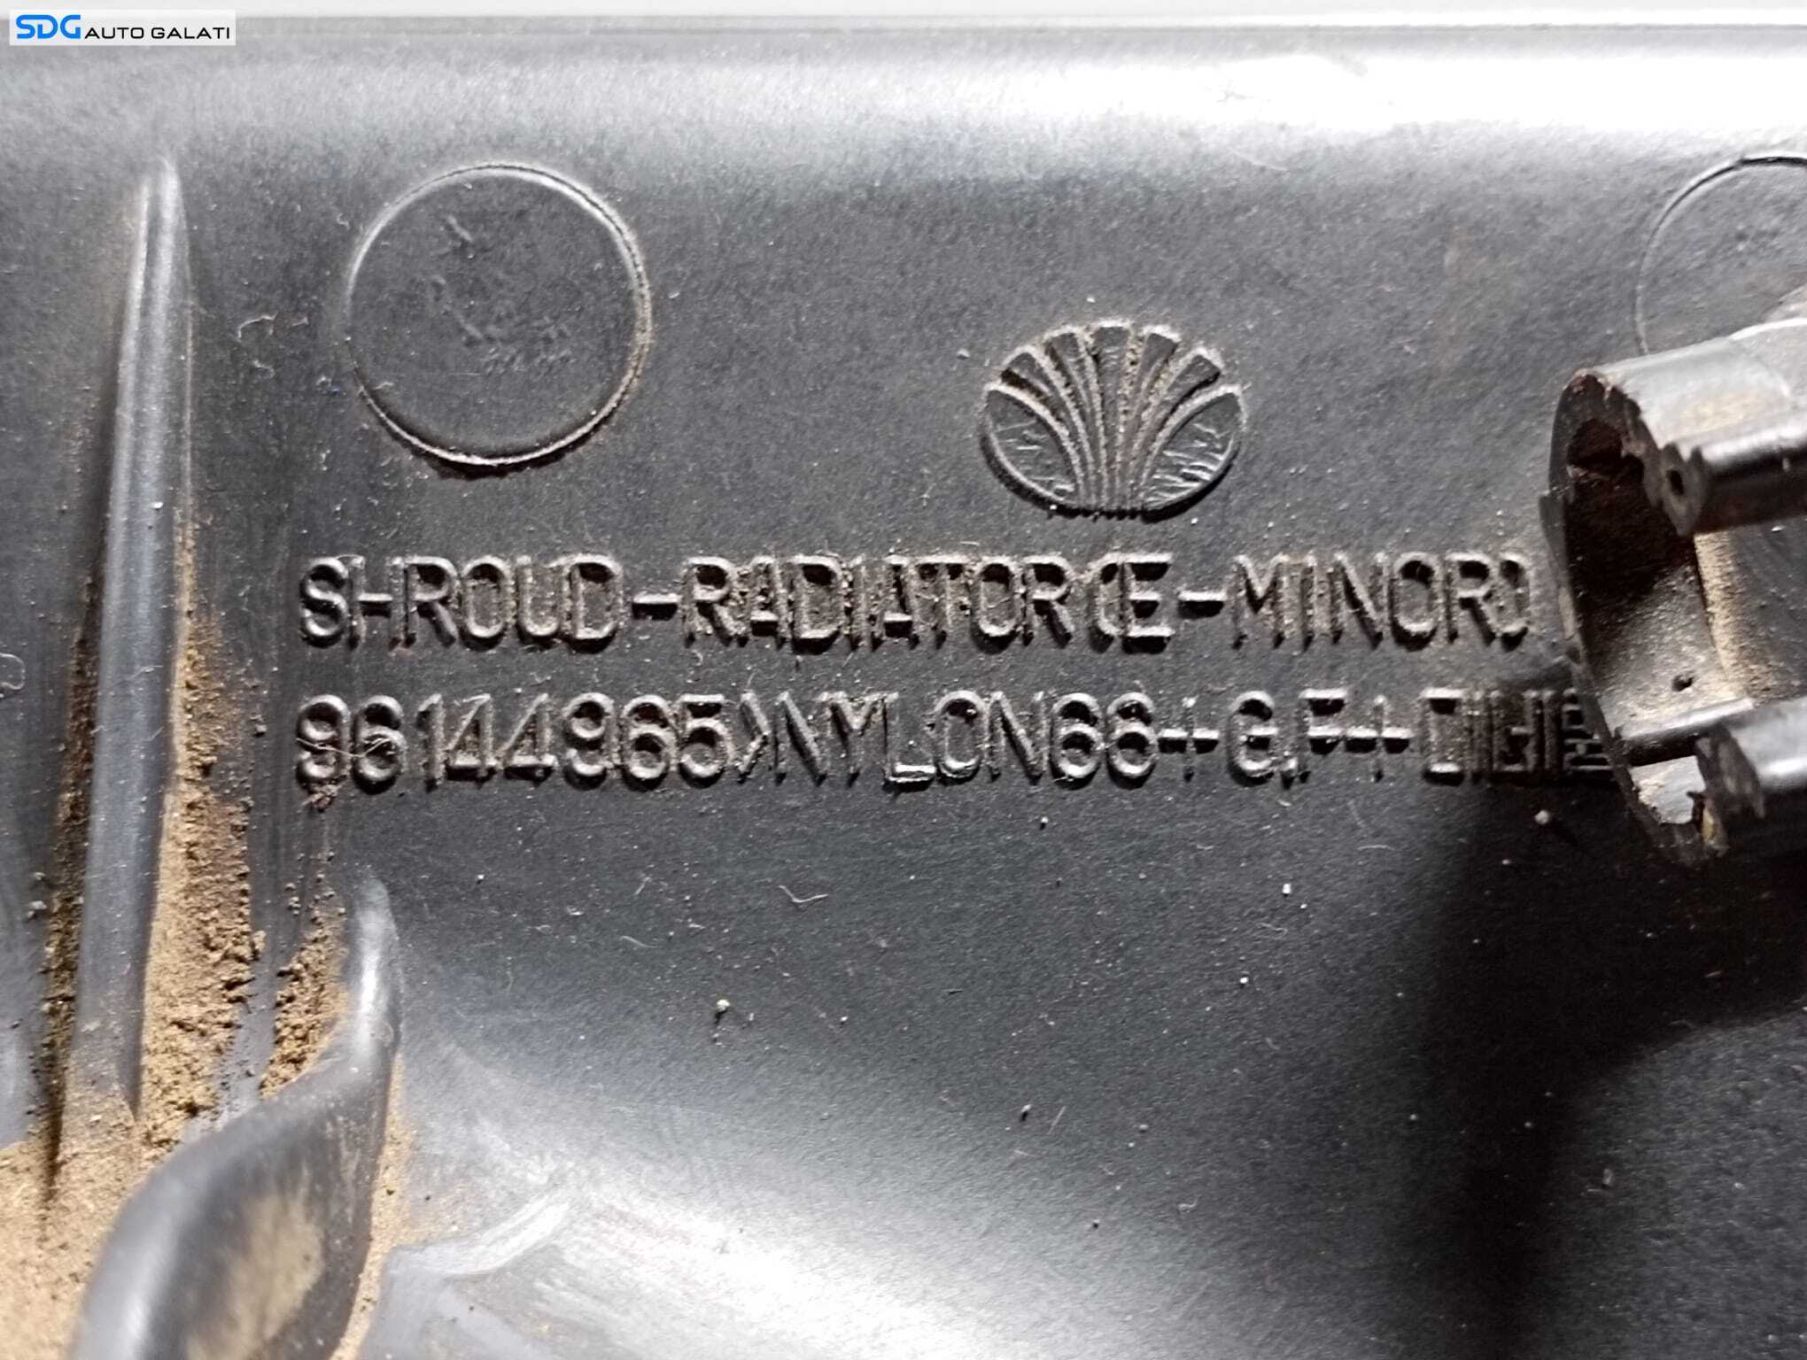 SDG AUTO GALATI
SHROUD-RADIATOR(E-MINOR)
96144965>NYLON66+G.F+